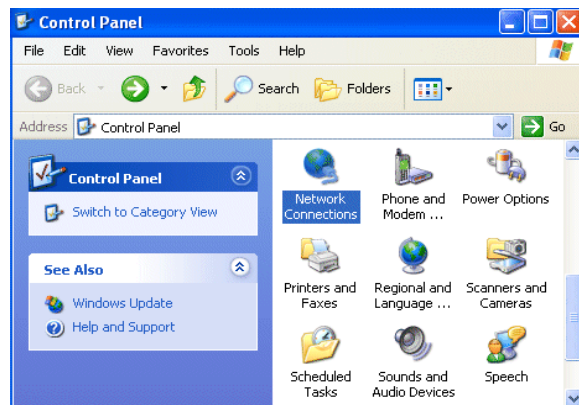 Control Panel
File Edit View Favorites Tools Help
Back Search Folders
Address Control Panel Go
Control Panel
Switch to Category View
See Also
Windows Update
Help and Support
Network Connections
Phone and Modem ...
Power Options
Printers and Faxes
Regional and Language ...
Scanners and Cameras
Scheduled Tasks
Sounds and Audio Devices
Speech